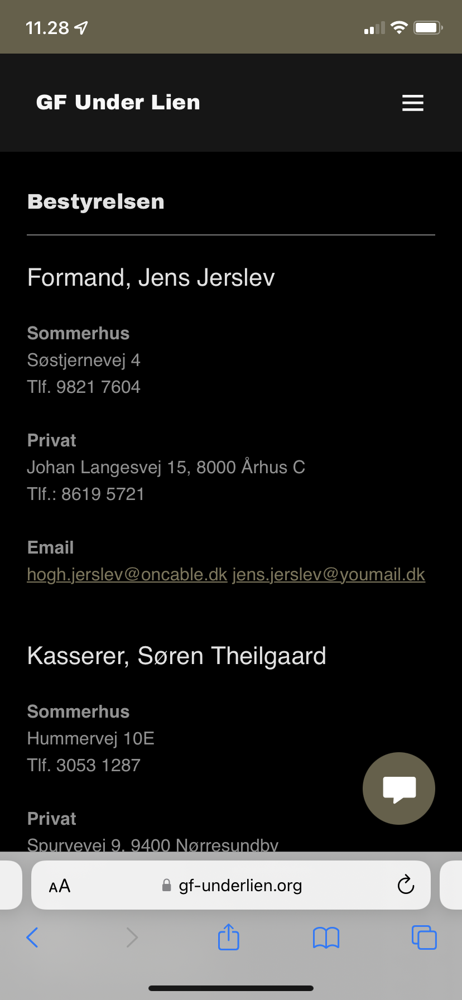 11.28
GF Under Lien
Bestyrelsen
Formand, Jens Jerslev
Sommerhus
Søstjernevej 4
Tlf. 9821 7604
Privat
Johan Langesvej 15, 8000 Århus C
Tlf.: 8619 5721
Email
hogh.jerslev@oncable.dk jens.jerslev@youmail.dk
Kasserer, Søren Theilgaard
Sommerhus
Hummervej 10E
Tlf. 3053 1287
Privat
Spurvevej 9, 9400 Nørresundby
AA gf-underlien.org